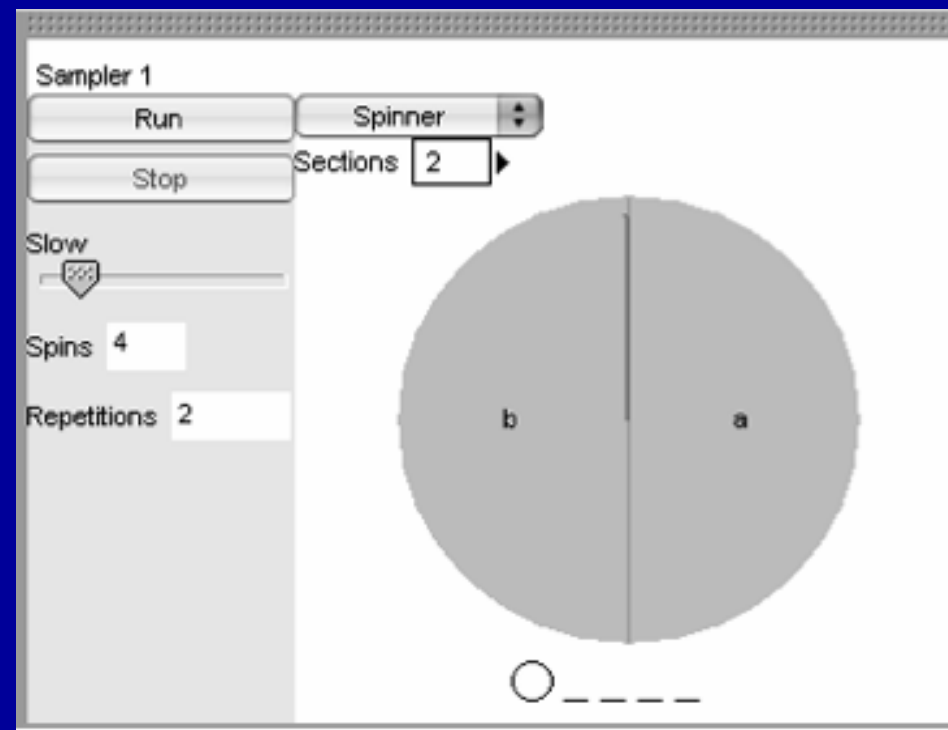 Sampler 1
Run
Spinner
Stop
Sections 2
Slow
Spins 4
Repetitions 2
b
a